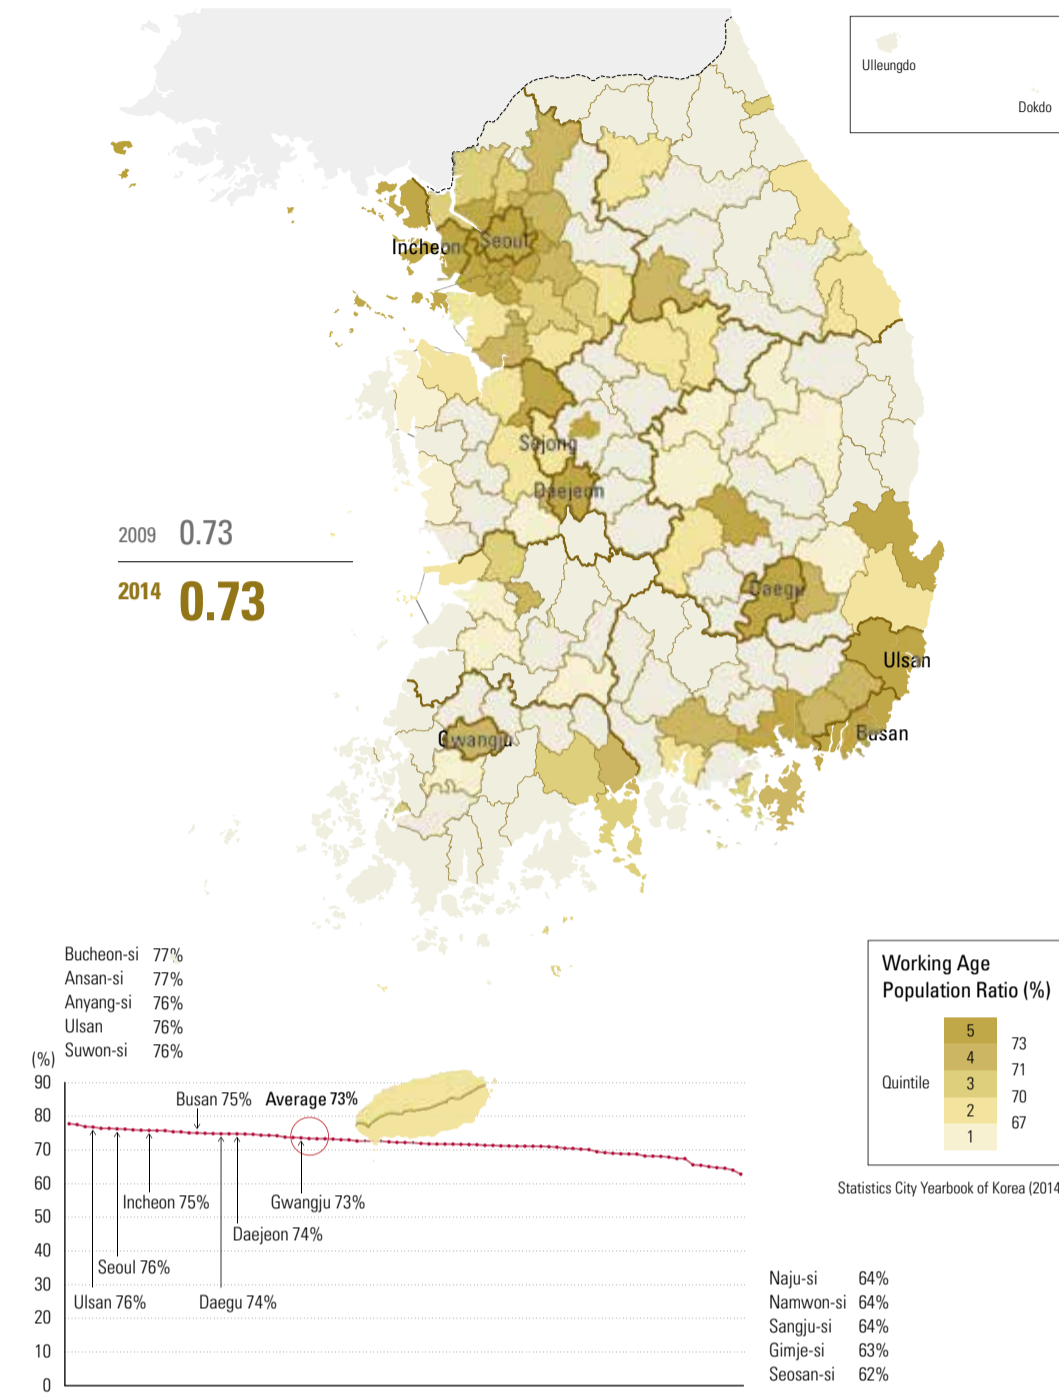 Ulleungdo
Dokdo
Incheon
Seoul
Sejong
Daejeon
2009 0.73
2014 0.73
Daegu
Ulsan
Busan
Gwangju
Bucheon-si 77%
Ansan-si 77%
Anyang-si 76%
Ulsan 76%
Suwon-si 76%
Working Age
Population Ratio (%)
Quintile
5
4
3
2
1
73
71
70
67
Statistics City Yearbook of Korea (2014
(%)
90
80
70
60
50
40
30
20
10
0
Busan 75%
Average 73%
Incheon 75%
Gwangju 73%
Daejeon 74%
Seoul 76%
Ulsan 76%
Daegu 74%
Naju-si 64%
Namwon-si 64%
Sangju-si 64%
Gimje-si 63%
Seosan-si 62%